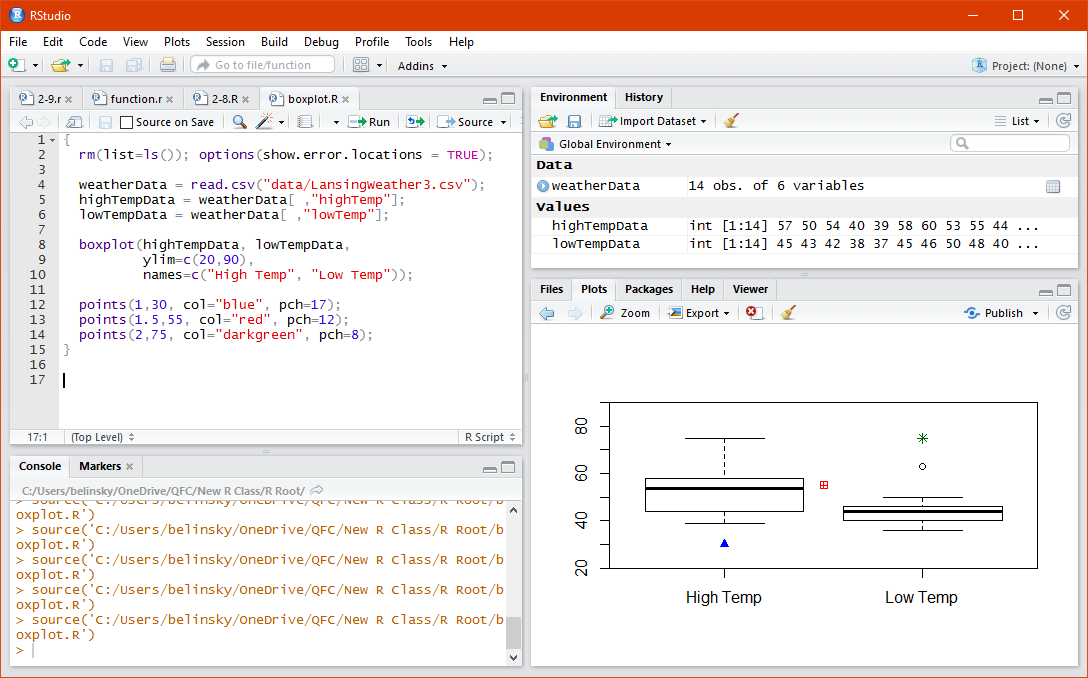 RStudio
File Edit Code View Plots Session Build Debug Profile Tools Help
Go to file/function Addins Project: (None)
2-9.r function.r 2-8.R boxplot.R
Source on Save Run Source
1 {
2 rm(list=ls()); options(show.error.locations = TRUE);
3
4 weatherData = read.csv("data/LansingWeather3.csv");
5 highTempData = weatherData[ ,"highTemp"];
6 lowTempData = weatherData[ ,"lowTemp"];
7
8 boxplot(highTempData, lowTempData,
9 ylim=c(20,90),
10 names=c("High Temp", "Low Temp"));
11
12 points(1,30, col="blue", pch=17);
13 points(1.5,55, col="red", pch=12);
14 points(2,75, col="darkgreen", pch=8);
15 }
16
17
17:1 (Top Level) R Script
Console Markers
C:/Users/belinsky/OneDrive/QFC/New R Class/R Root/
> source('C:/Users/belinsky/OneDrive/QFC/New R Class/R Root/b
oxplot.R')
> source('C:/Users/belinsky/OneDrive/QFC/New R Class/R Root/b
oxplot.R')
> source('C:/Users/belinsky/OneDrive/QFC/New R Class/R Root/b
oxplot.R')
> source('C:/Users/belinsky/OneDrive/QFC/New R Class/R Root/b
oxplot.R')
> source('C:/Users/belinsky/OneDrive/QFC/New R Class/R Root/b
oxplot.R')
>
Environment History
Import Dataset List
Global Environment
Data
weatherData 14 obs. of 6 variables
Values
highTempData int [1:14] 57 50 54 40 39 58 60 53 55 44 ...
lowTempData int [1:14] 45 43 42 38 37 45 46 50 48 40 ...
Files Plots Packages Help Viewer
Zoom Export Publish
80
60
40
20
High Temp Low Temp